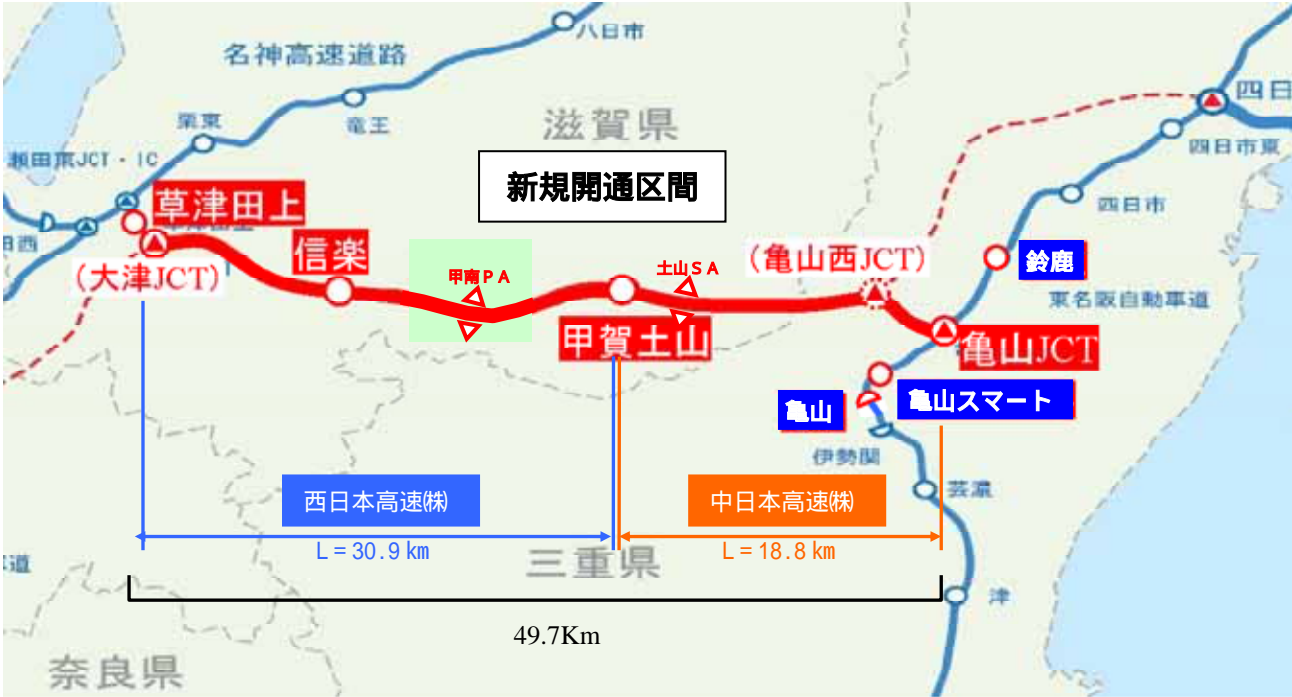 八日市
名神高速道路
四日
竜王
栗東
滋賀県
四日市東
瀬田東JCT・IC
新規開通区間
草津田上
四日市
信楽
(亀山西JCT)
鈴鹿
土山SA
甲南PA
(大津JCT)
東名阪自動車道
甲賀土山
亀山JCT
亀山スマート
亀山
伊勢関
西日本高速㈱
中日本高速㈱
芸濃
L=30.9km
L=18.8km
三重県
道
津
49.7Km
奈良県